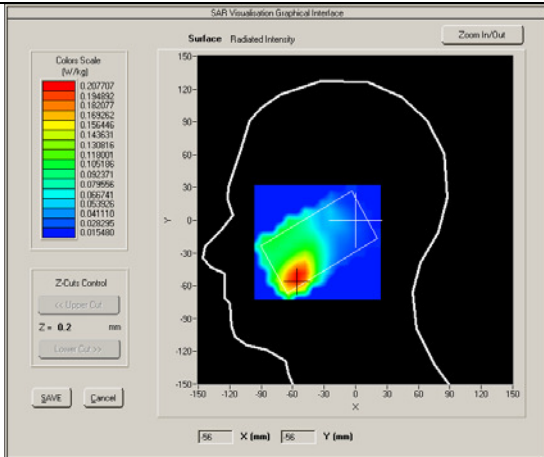 SAR Visualisation Graphical Interface
Surface Radiated Intensity
Zoom In/Out
Colors Scale
(W/kg)
0.207707
0.194892
0.182077
0.169262
0.156446
0.143631
0.130816
0.118001
0.105186
0.092371
0.079556
0.066741
0.053926
0.041110
0.028295
0.015480
Z-Cuts Control
<< Upper Cut
Z = 0.2 mm
Lower Cut >>
SAVE Cancel
150
120
90
60
30
0
-30
-60
-90
-120
-150
Y
-150 -120 -90 -60 -30 0 30 60 90 120 150
X
-56 X (mm) -56 Y (mm)